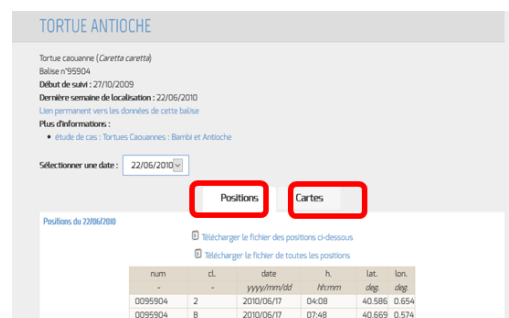 TORTUE ANTIOCHE
Tortue caouanne (Caretta caretta)
Balise n°95904
Début de suivi : 27/10/2009
Dernière semaine de localisation : 22/06/2010
Lien permanent vers les données de cette balise
Plus d'informations :
étude de cas : Tortues Caouannes : Bambi et Antioche
Sélectionner une date : 22/06/2010
Positions Cartes
Positions du 22/06/2010
Télécharger le fichier des positions ci-dessous
Télécharger le fichier de toutes les positions
num cl. date h. lat. lon.
- - yyyy/mm/dd hh:mm deg. deg.
0095904 2 2010/06/17 04:08 40.586 0.654
0095904 B 2010/06/17 07:48 40.669 0.574